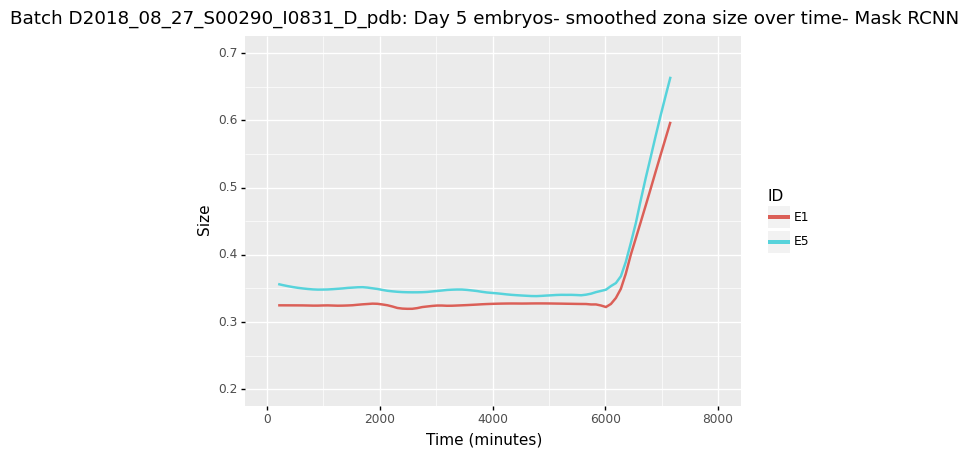 Batch D2018_08_27_S00290_I0831_D_pdb: Day 5 embryos- smoothed zona size over time- Mask RCNN
0.7
0.6
0.5
0.4
0.3
0.2
Size
0 2000 4000 6000 8000
Time (minutes)
ID
E1
E5